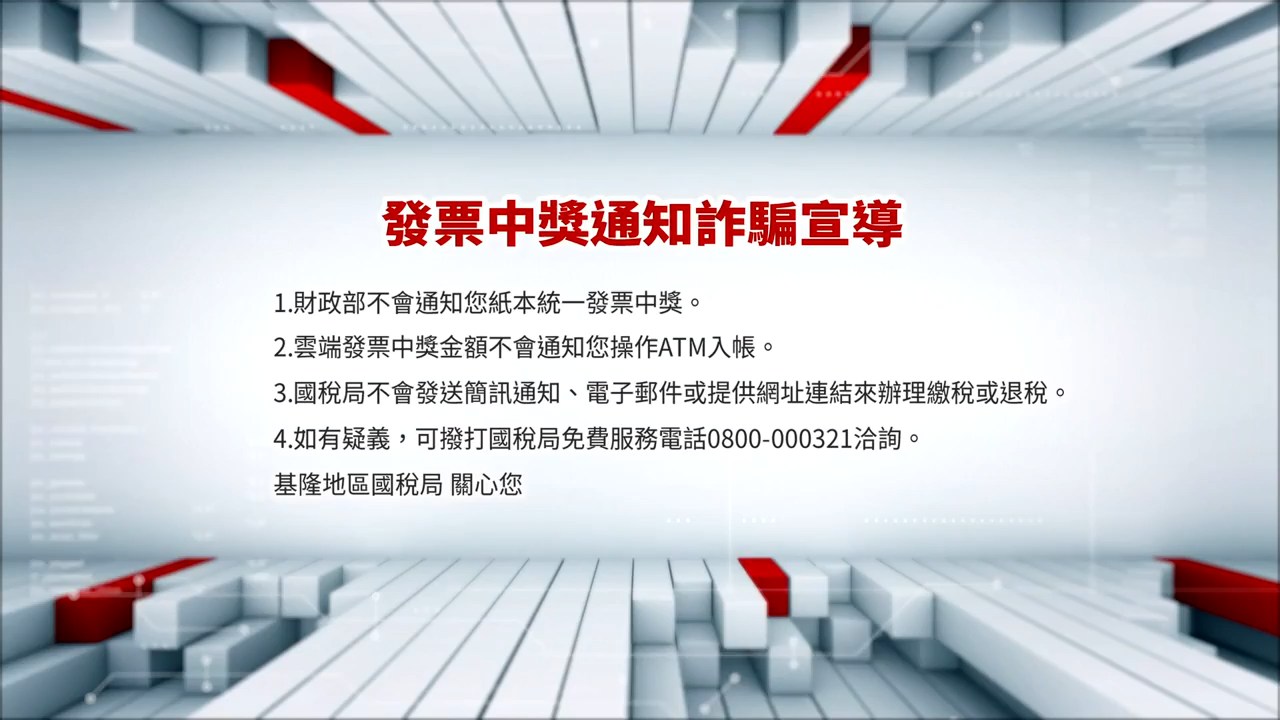 發票中獎通知詐騙宣導
1.財政部不會通知您紙本統一發票中獎。
2.雲端發票中獎金額不會通知您操作ATM入帳。
3.國稅局不會發送簡訊通知、電子郵件或提供網址連結來辦理繳稅或退稅。
4.如有疑義，可撥打國稅局免費服務電話0800-000321洽詢。
基隆地區國稅局 關心您